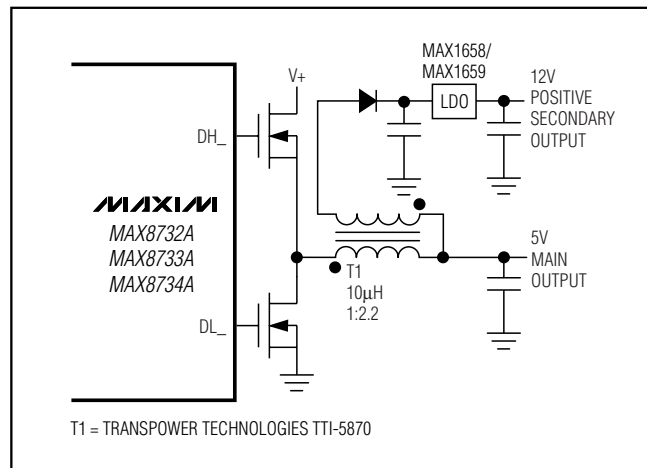 MAX1658/
MAX1659
V+
LDO
12V
POSITIVE
SECONDARY
OUTPUT
DH_
MAXIM
MAX8732A
MAX8733A
MAX8734A
T1
10μH
1:2.2
5V
MAIN
OUTPUT
DL_
T1 = TRANSPOWER TECHNOLOGIES TTI-5870